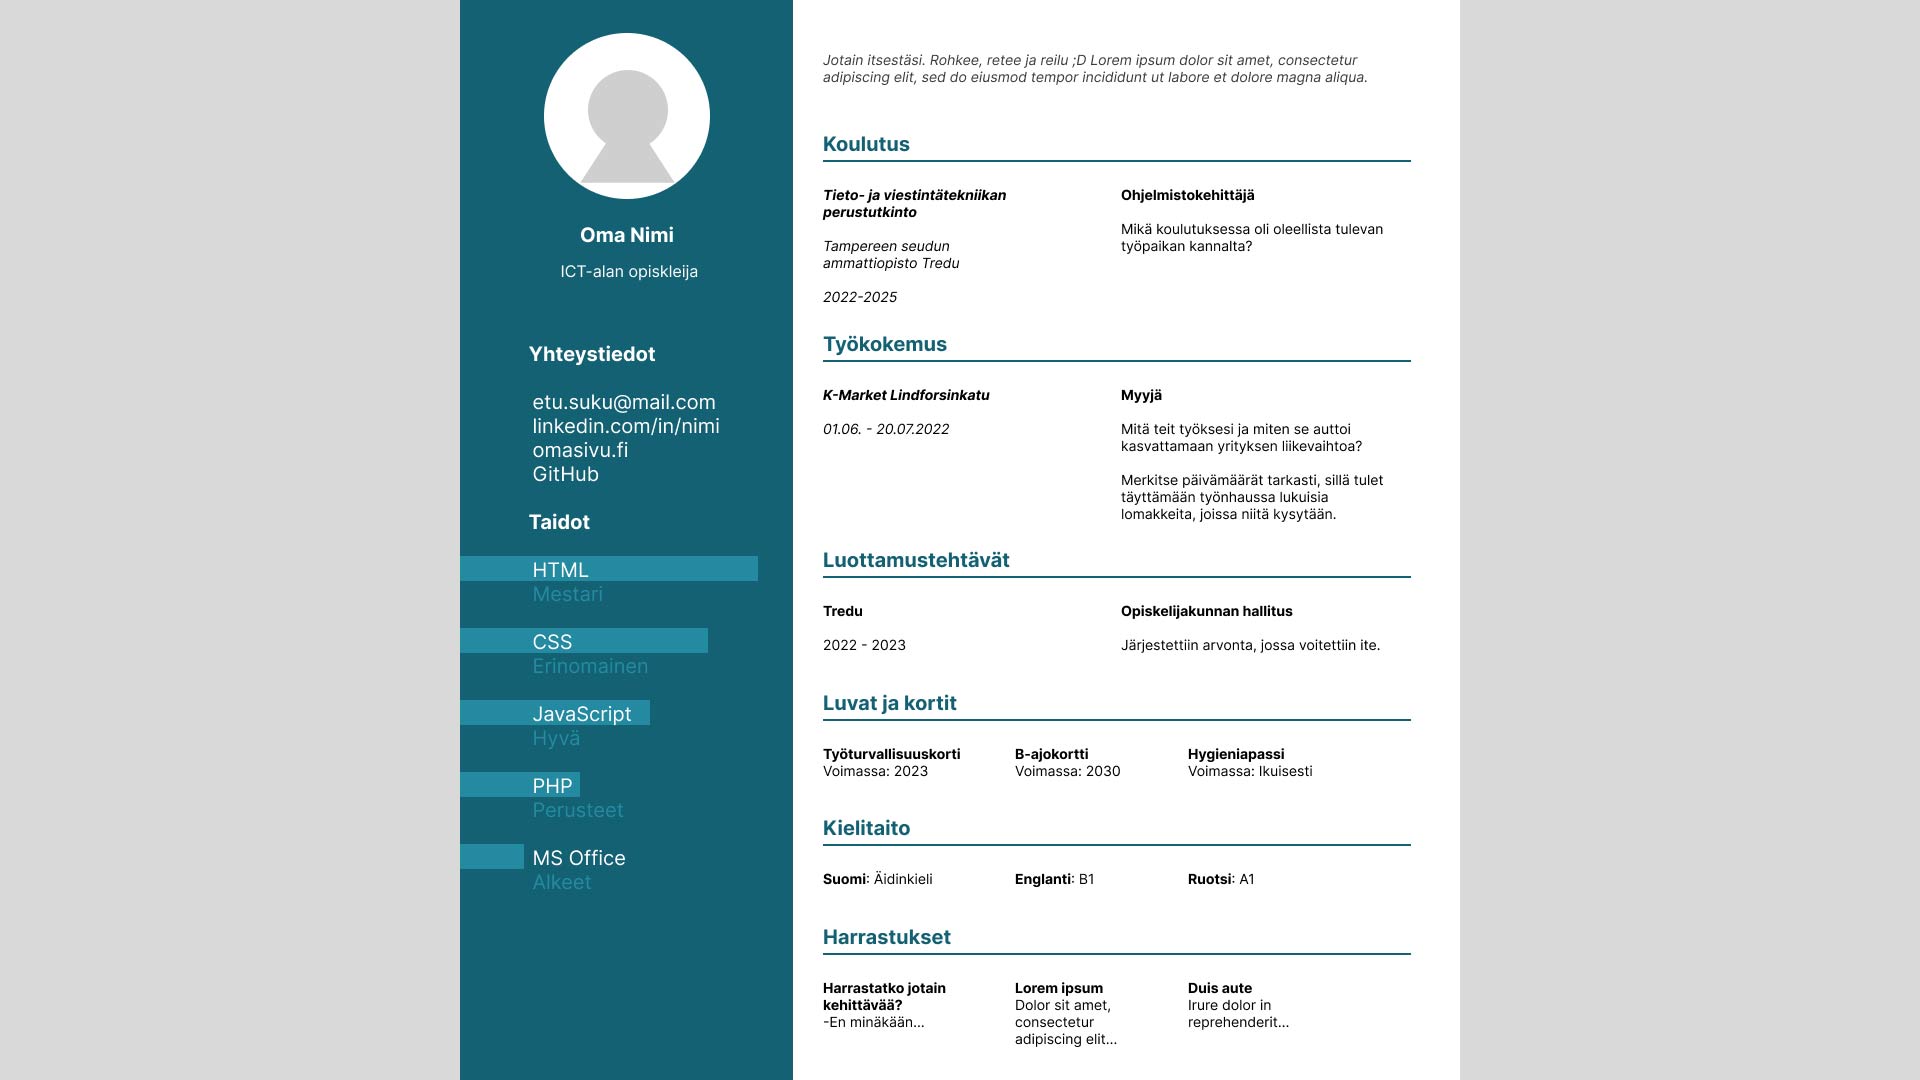 Oma Nimi
ICT-alan opiskleija
Yhteystiedot
etu.suku@mail.com
linkedin.com/in/nimi
omasivu.fi
GitHub
Taidot
HTML
Mestari
CSS
Erinomainen
JavaScript
Hyvä
PHP
Perusteet
MS Office
Alkeet
Jotain itsestäsi. Rohkee, retee ja reilu ;D Lorem ipsum dolor sit amet, consectetur
adipiscing elit, sed do eiusmod tempor incididunt ut labore et dolore magna aliqua.
Koulutus
Tieto- ja viestintätekniikan
perustutkinto
Tampereen seudun
ammattiopisto Tredu
2022-2025
Ohjelmistokehittäjä
Mikä koulutuksessa oli oleellista tulevan
työpaikan kannalta?
Työkokemus
K-Market Lindforsinkatu
01.06. - 20.07.2022
Myyjä
Mitä teit työksesi ja miten se auttoi
kasvattamaan yrityksen liikevaihtoa?
Merkitse päivämäärät tarkasti, sillä tulet
täyttämään työnhaussa lukuisia
lomakkeita, joissa niitä kysytään.
Luottamustehtävät
Tredu
2022 - 2023
Opiskelijakunnan hallitus
Järjestettiin arvonta, jossa voitettiin ite.
Luvat ja kortit
Työturvallisuuskorti
Voimassa: 2023
B-ajokortti
Voimassa: 2030
Hygieniapassi
Voimassa: Ikuisesti
Kielitaito
Suomi: Äidinkieli
Englanti: B1
Ruotsi: A1
Harrastukset
Harrastatko jotain
kehittävää?
-En minäkään...
Lorem ipsum
Dolor sit amet,
consectetur
adipiscing elit...
Duis aute
Irure dolor in
reprehenderit...